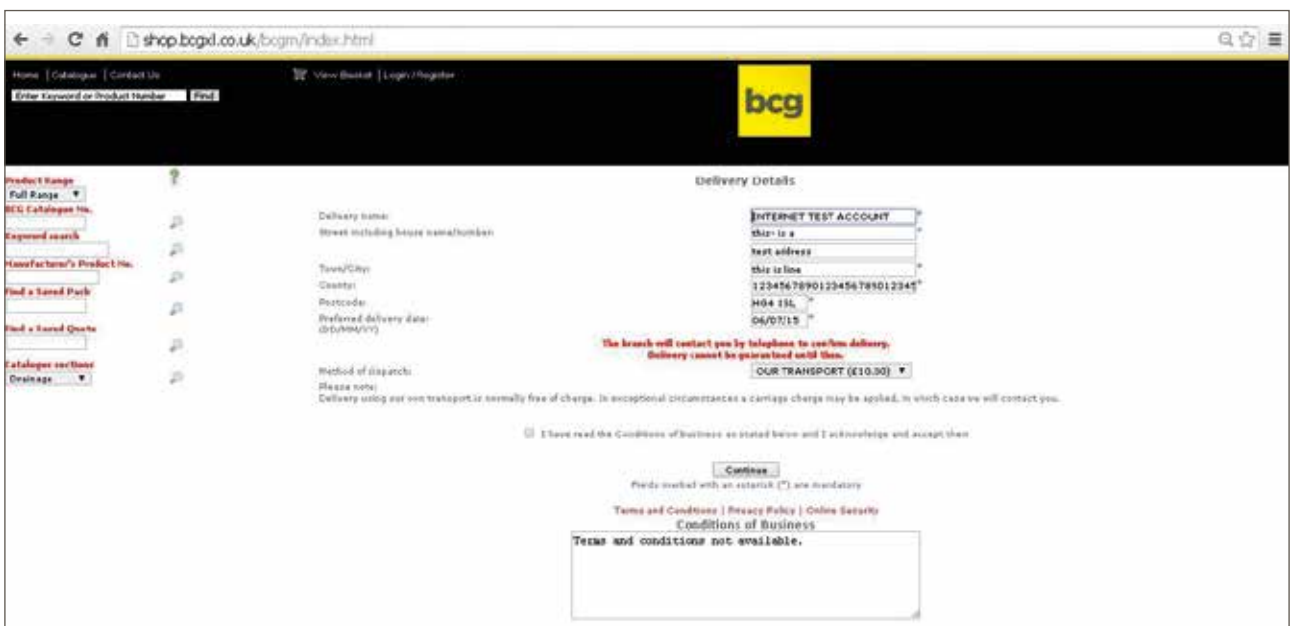 shop.bcgxl.co.uk/bcgm/index.html
Home | Catalogue | Contact Us
View Basket | Login/Register
Enter Keyword or Product Number Find
bcg
Product Range
Full Range
BCG Catalogue No.
Keyword search
Manufacturer's Product No.
Find a Saved Pack
Find a Saved Quote
Catalogue sections
Drainage
Delivery Details
Delivery name: INTERNET TEST ACCOUNT *
Street including house name/number: this- is a *
test address
Town/City: this is line *
County: 1234567890123456789012345 *
Postcode: HG4 1SL *
Preferred delivery date: 06/07/15 *
(DD/MM/YY)
The branch will contact you by telephone to confirm delivery.
Delivery cannot be guaranteed until then.
Method of dispatch: OUR TRANSPORT (£10.00)
Please note:
Delivery using our own transport is normally free of charge. In exceptional circumstances a carriage charge may be applied, in which case we will contact you.
I have read the Conditions of business as stated below and I acknowledge and accept them
Continue
Fields marked with an asterisk (*) are mandatory
Terms and Conditions | Privacy Policy | Online Security
Conditions of Business
Terms and conditions not available.